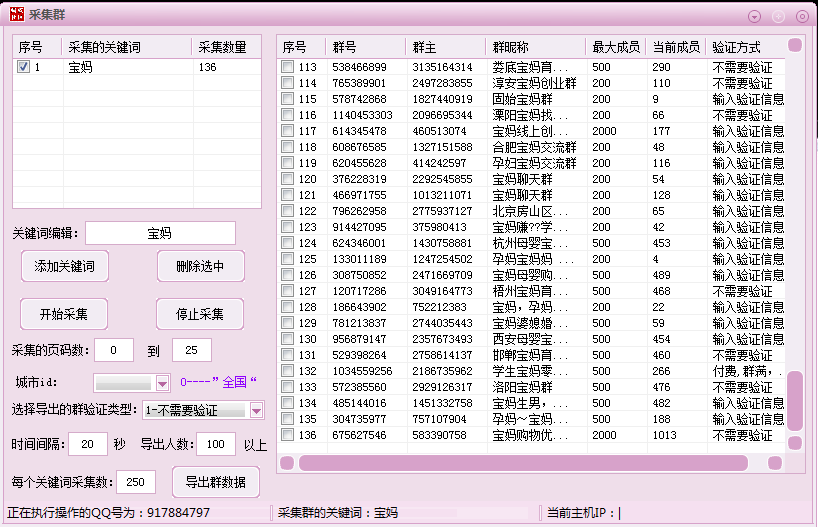 采集群
序号 采集的关键词 采集数量
1 宝妈 136
关键词编辑: 宝妈
添加关键词 删除选中
开始采集 停止采集
采集的页码数: 0 到 25
城市id: 0----”全国“
选择导出的群验证类型: 1-不需要验证
时间间隔: 20 秒 导出人数: 100 以上
每个关键词采集数: 250 导出群数据
序号 群号 群主 群昵称 最大成员 当前成员 验证方式
113 538466899 3135164314 娄底宝妈育... 500 290 不需要验证
114 765389901 2497283855 淳安宝妈创业群 200 110 不需要验证
115 578742868 1827440919 固始宝妈群 200 9 输入验证信息
116 1140453303 2096695344 溧阳宝妈找... 200 66 不需要验证
117 614345478 460513074 宝妈线上创... 2000 177 输入验证信息
118 608676585 1327151588 合肥宝妈交流群 200 48 输入验证信息
119 620455628 414242597 孕妇宝妈交流群 200 116 输入验证信息
120 376228319 2292545855 宝妈聊天群 200 54 输入验证信息
121 466971755 1013211071 宝妈聊天群 200 128 输入验证信息
122 796262958 2775937127 北京房山区... 200 65 输入验证信息
123 914427095 375980413 宝妈赚??学... 200 42 输入验证信息
124 624346001 1430758881 杭州母婴宝... 500 453 输入验证信息
125 133011189 1247254502 孕妈宝妈妈 ... 200 4 输入验证信息
126 308750852 2471669709 宝妈母婴购... 500 489 输入验证信息
127 120717286 3049164773 梧州宝妈育... 500 468 不需要验证
128 186643902 752212383 宝妈，孕妈... 200 22 输入验证信息
129 781213837 2744035443 宝妈婆媳婚... 500 59 输入验证信息
130 956879147 2357673493 西安母婴宝... 500 454 输入验证信息
131 529398264 2758614137 邯郸宝妈育... 500 460 不需要验证
132 1034559256 2186735962 学生宝妈零... 500 266 付费,群满，.
133 572385560 2929126317 洛阳宝妈群 500 476 不需要验证
134 485144016 1451332758 宝妈生男，... 500 482 输入验证信息
135 304735977 757107904 孕妈～宝妈... 500 188 输入验证信息
136 675627546 583390758 宝妈购物优... 2000 1013 不需要验证
正在执行操作的QQ号为：917884797 采集群的关键词：宝妈 当前主机IP：|